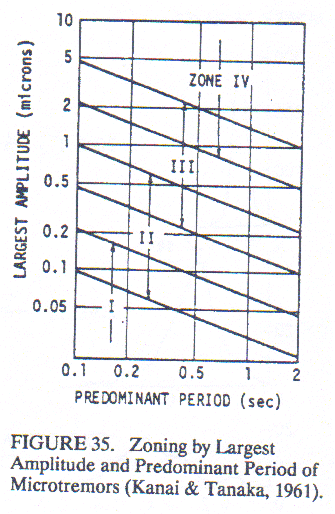 10
5
2
1
0.5
0.2
0.1
0.05
LARGEST AMPLITUDE (microns)
ZONE IV
III
II
I
0.1 0.2 0.5 1 2
PREDOMINANT PERIOD (sec)
FIGURE 35. Zoning by Largest
Amplitude and Predominant Period of
Microtremors (Kanai & Tanaka, 1961).